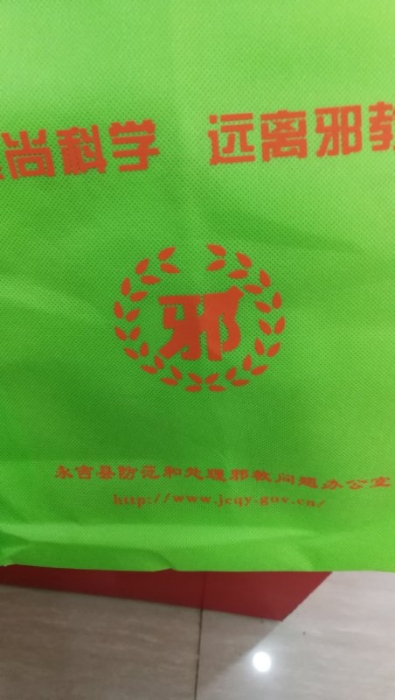 尚科学 远离邪教
邪
永吉县防范和处理邪教问题办公室
http://www.jcqy-gov.cn/